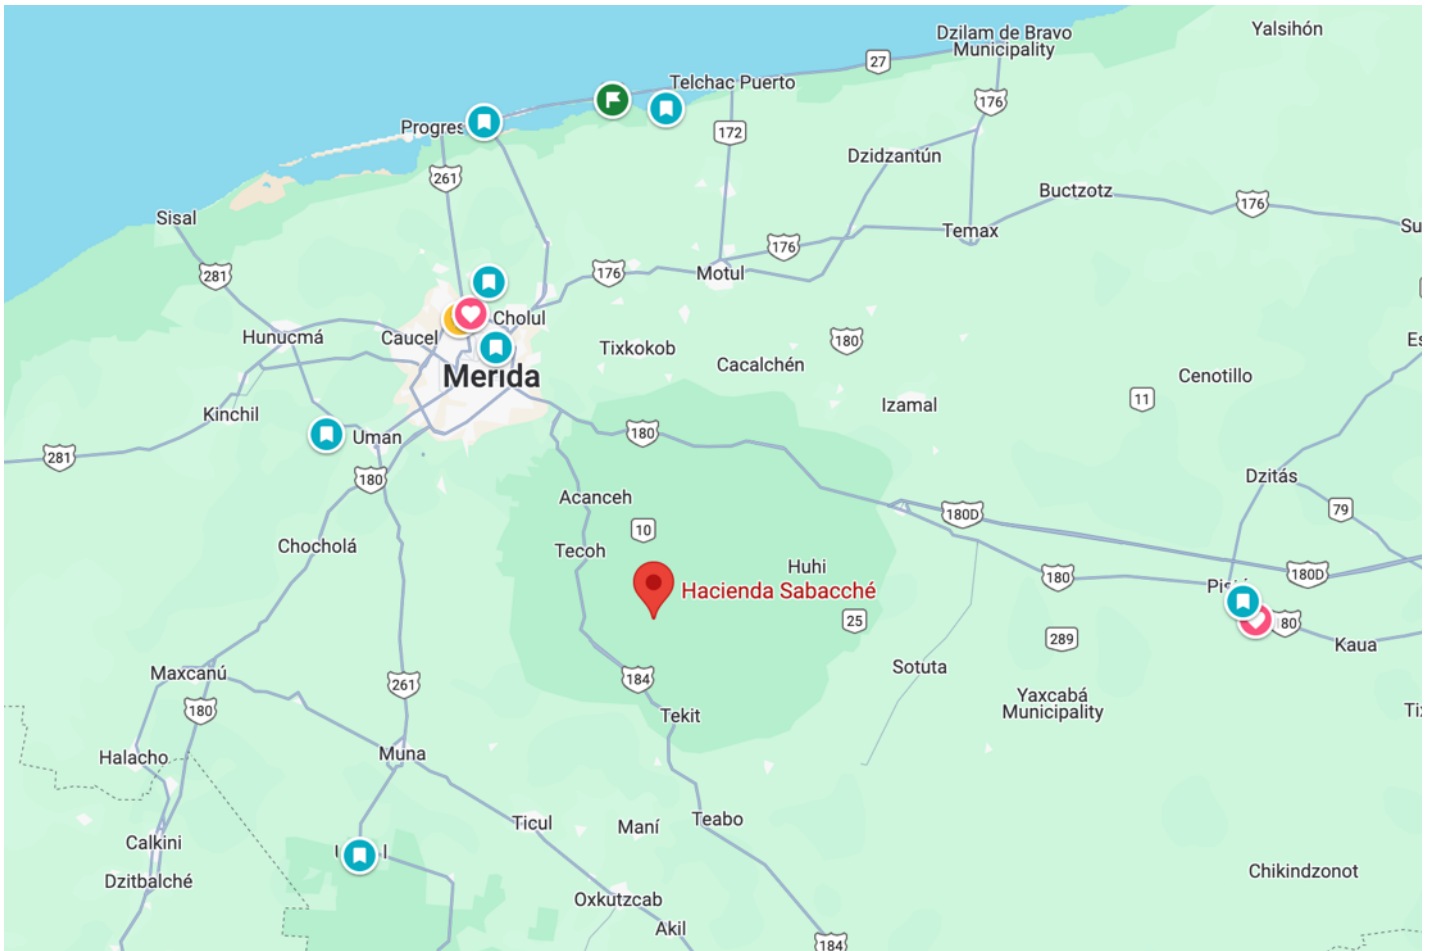 Yalsihón
Dzilam de Bravo
Municipality
27
Telchac Puerto
176
Progres
172
Dzidzantún
261
Buctzotz
176
Sisal
Temax
Su
176
281
176
Motul
Cholul
Hunucmá
Caucel
180
Es
Tixkokob
Cacalchén
Merida
Cenotillo
11
Izamal
Kinchil
180
Uman
281
180
Dzitás
Acanceh
79
180D
10
Chocholá
Tecoh
Huhi
180
180D
Hacienda Sabacché
25
80
289
Kaua
Sotuta
Maxcanú
184
261
Yaxcabá
Municipality
180
Tekit
Halacho
Muna
Teabo
Ticul
Maní
Calkini
Chikindzonot
Dzitbalché
Oxkutzcab
Akil
184